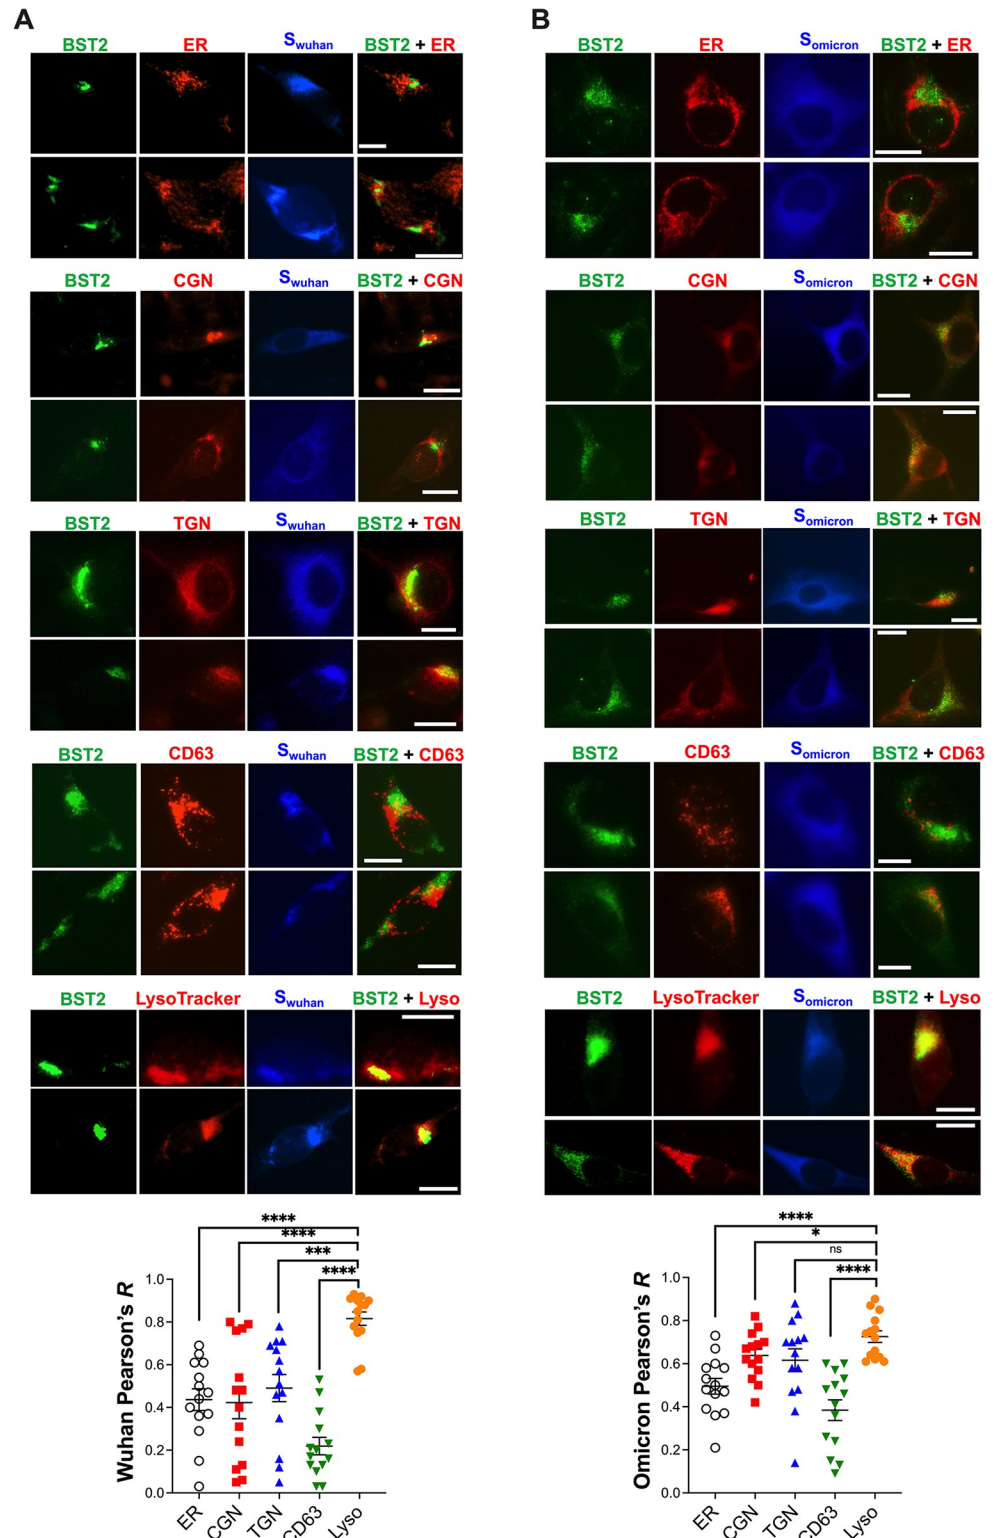 A
B
BST2 ER Swuhan BST2 + ER
BST2 ER Somicron BST2 + ER
BST2 CGN Swuhan BST2 + CGN
BST2 CGN Somicron BST2 + CGN
BST2 TGN Swuhan BST2 + TGN
BST2 TGN Somicron BST2 + TGN
BST2 CD63 Swuhan BST2 + CD63
BST2 CD63 Somicron BST2 + CD63
BST2 LysoTracker Swuhan BST2 + Lyso
BST2 LysoTracker Somicron BST2 + Lyso
****
****
***
****
Wuhan Pearson's R
1.0
0.8
0.6
0.4
0.2
0.0
ER CGN TGN CD63 Lyso
****
*
ns
****
Omicron Pearson's R
1.0
0.8
0.6
0.4
0.2
0.0
ER CGN TGN CD63 Lyso